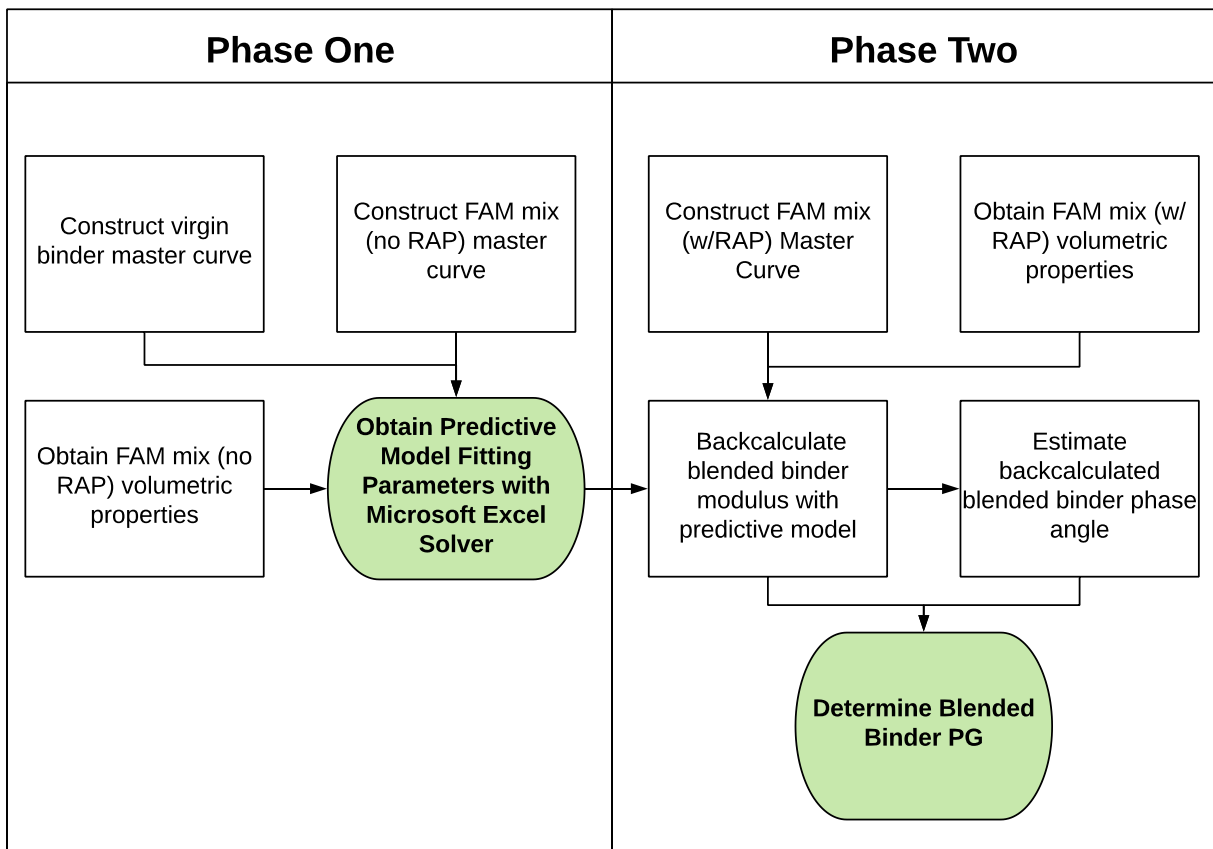 Phase One
Phase Two
Construct virgin
binder master curve
Construct FAM mix
(no RAP) master
curve
Construct FAM mix
(w/RAP) Master
Curve
Obtain FAM mix (w/
RAP) volumetric
properties
Obtain FAM mix (no
RAP) volumetric
properties
Obtain Predictive
Model Fitting
Parameters with
Microsoft Excel
Solver
Backcalculate
blended binder
modulus with
predictive model
Estimate
backcalculated
blended binder phase
angle
Determine Blended
Binder PG